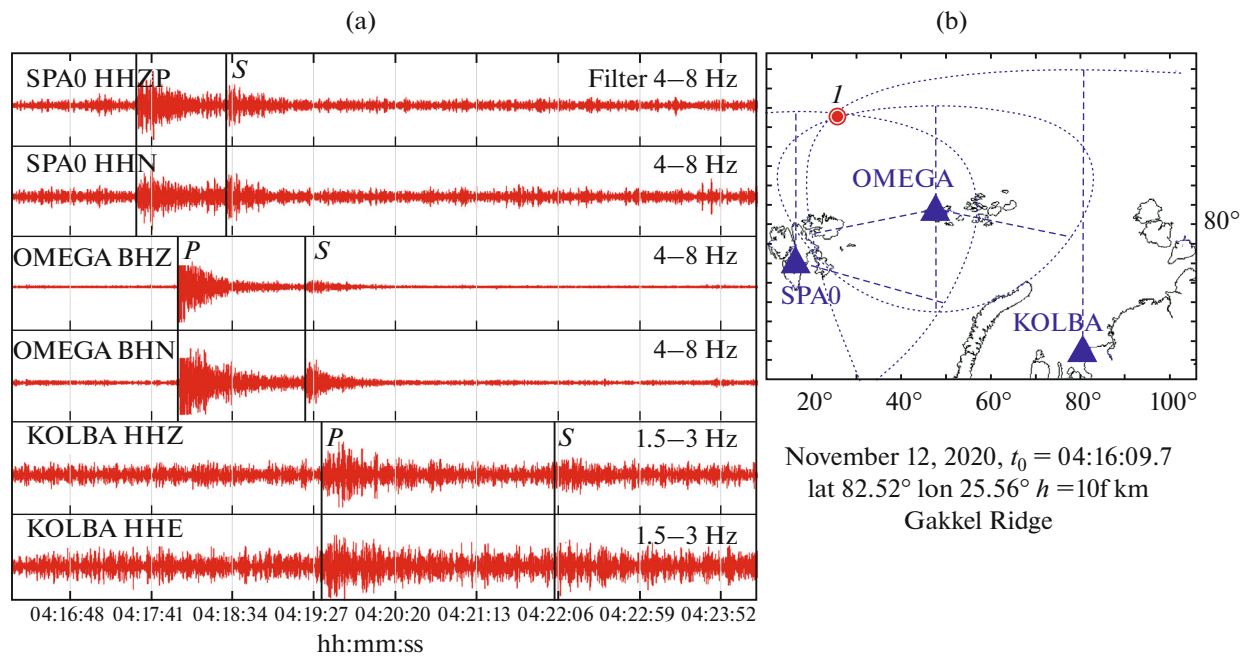 (a)
SPA0 HHZP
S
Filter 4–8 Hz
SPA0 HHN
4–8 Hz
OMEGA BHZ
P
S
4–8 Hz
OMEGA BHN
4–8 Hz
KOLBA HHZ
P
S
1.5–3 Hz
KOLBA HHE
1.5–3 Hz
04:16:48 04:17:41 04:18:34 04:19:27 04:20:20 04:21:13 04:22:06 04:22:59 04:23:52
hh:mm:ss
(b)
1
OMEGA
80°
SPA0
KOLBA
20° 40° 60° 80° 100°
November 12, 2020, t0 = 04:16:09.7
lat 82.52° lon 25.56° h =10f km
Gakkel Ridge